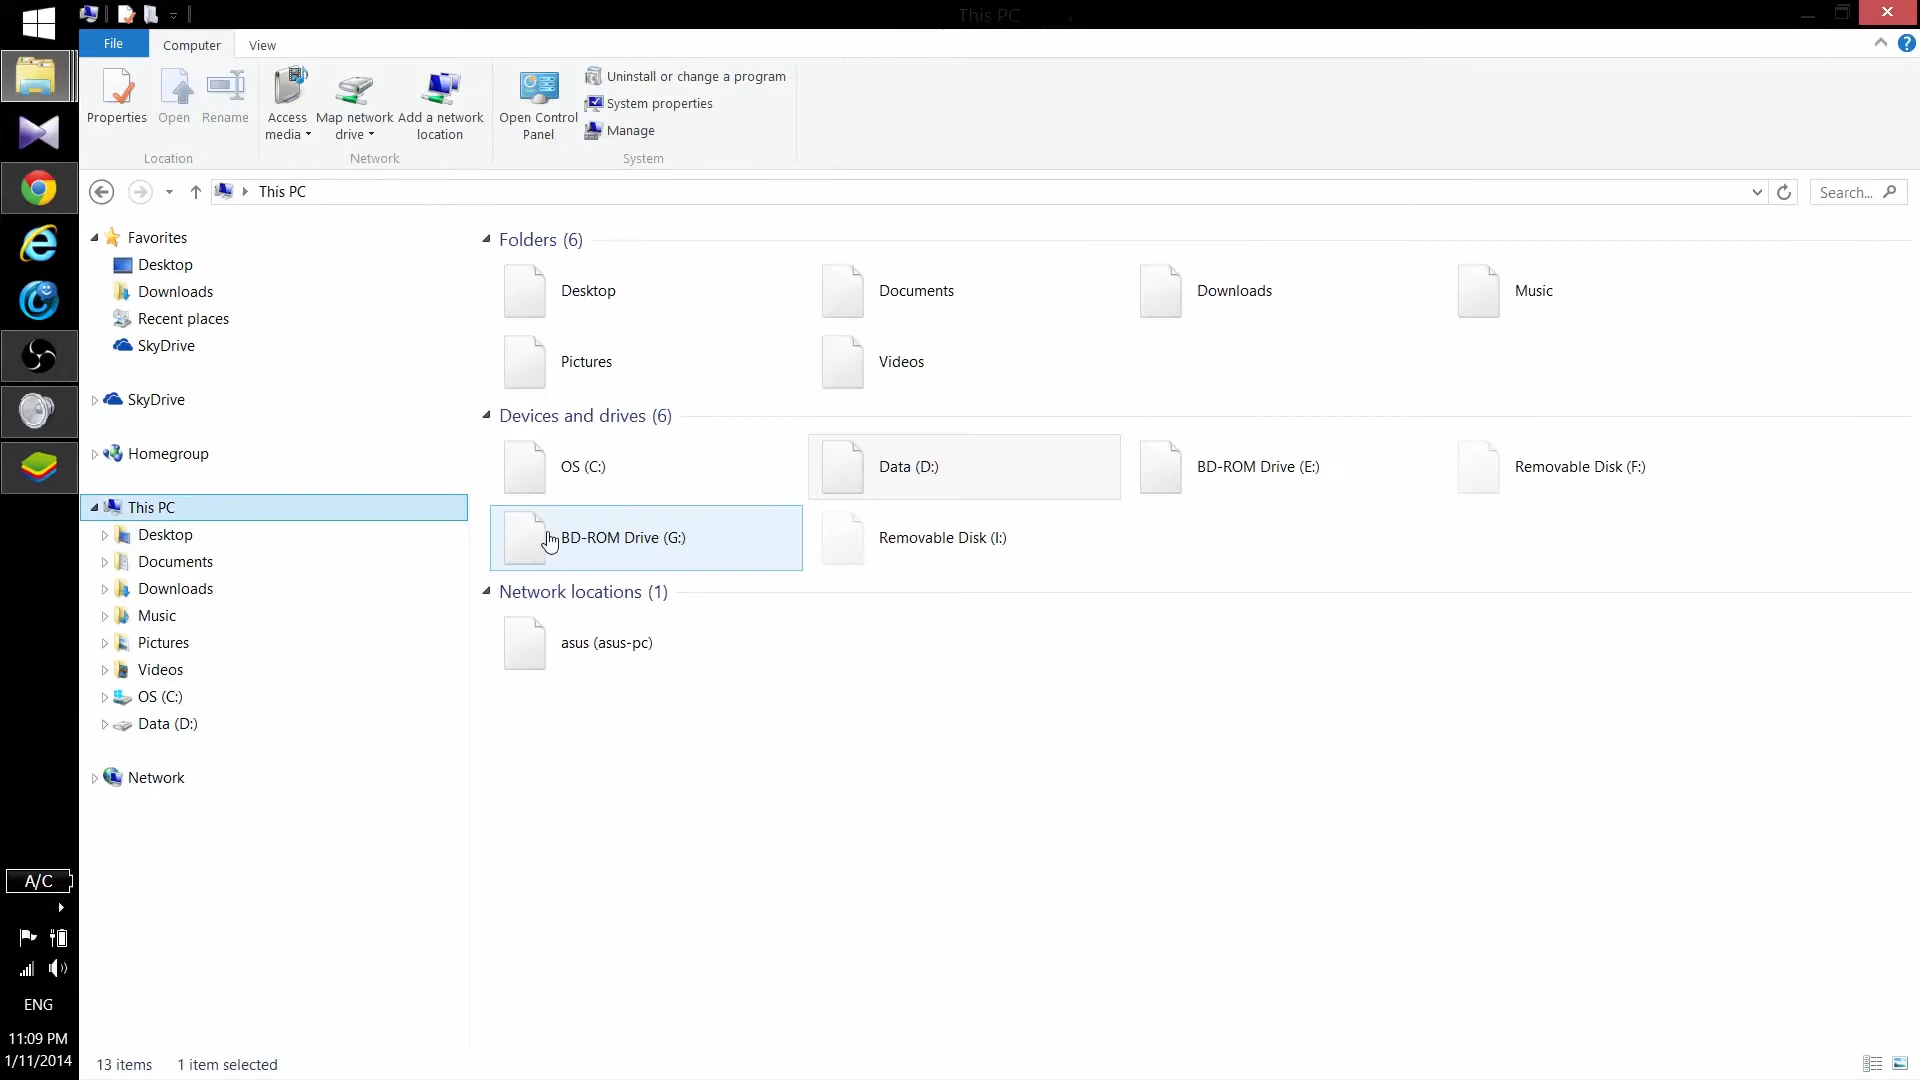 This PC
File
Computer
View
Properties
Open
Rename
Access media
Map network drive
Add a network location
Open Control Panel
Uninstall or change a program
System properties
Manage
Location
Network
System
This PC
Search...
Favorites
Desktop
Downloads
Recent places
SkyDrive
SkyDrive
Homegroup
This PC
Desktop
Documents
Downloads
Music
Pictures
Videos
OS (C:)
Data (D:)
Network
Folders (6)
Desktop
Documents
Downloads
Music
Pictures
Videos
Devices and drives (6)
OS (C:)
Data (D:)
BD-ROM Drive (E:)
Removable Disk (F:)
BD-ROM Drive (G:)
Removable Disk (I:)
Network locations (1)
asus (asus-pc)
A/C
ENG
11:09 PM
1/11/2014
13 items
1 item selected